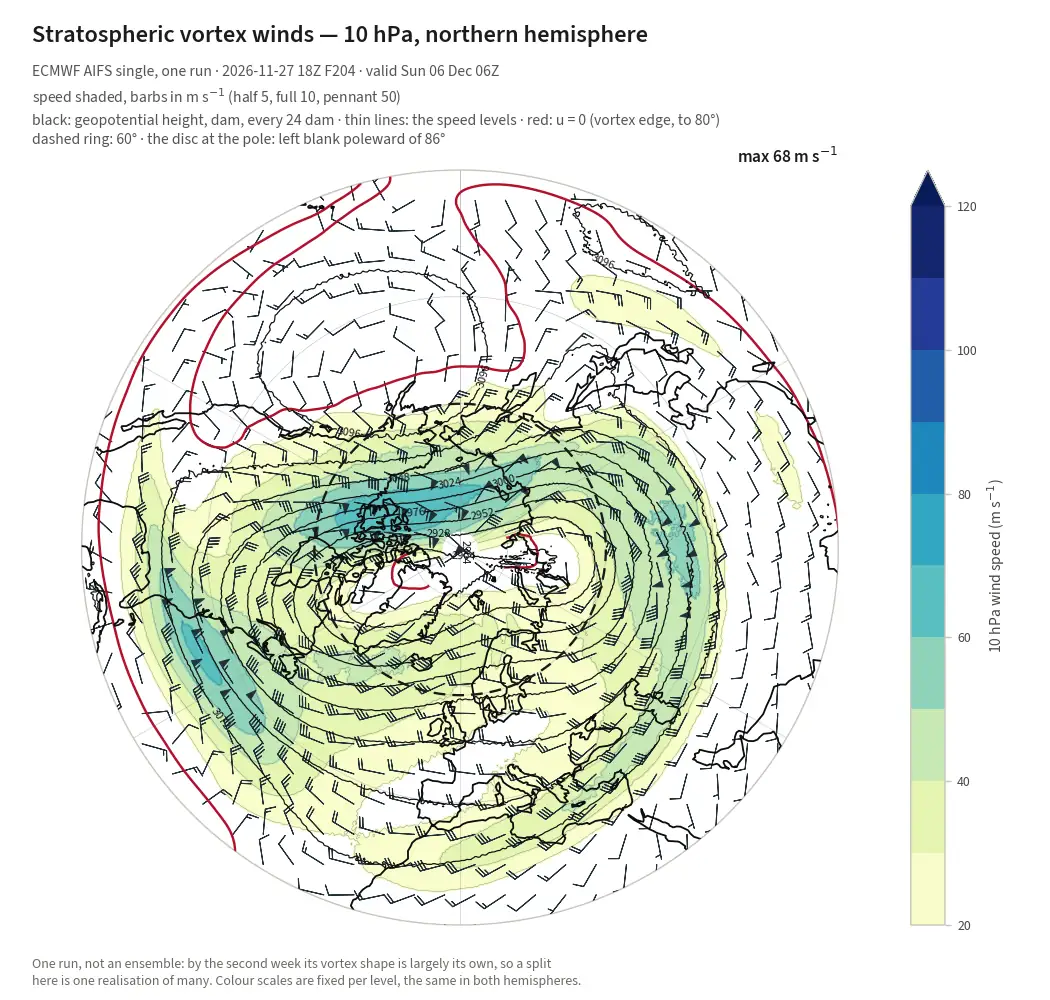 Stratospheric vortex winds — 10 hPa, northern hemisphere
ECMWF AIFS single, one run · 2026-11-27 18Z F204 · valid Sun 06 Dec 06Z
speed shaded, barbs in m s⁻¹ (half 5, full 10, pennant 50)
black: geopotential height, dam, every 24 dam · thin lines: the speed levels · red: u = 0 (vortex edge, to 80°)
dashed ring: 60° · the disc at the pole: left blank poleward of 86°
max 68 m s⁻¹
120
100
80
60
40
20
10 hPa wind speed (m s⁻¹)
3096
3096
3024
3000
2952
2928
One run, not an ensemble: by the second week its vortex shape is largely its own, so a split
here is one realisation of many. Colour scales are fixed per level, the same in both hemispheres.